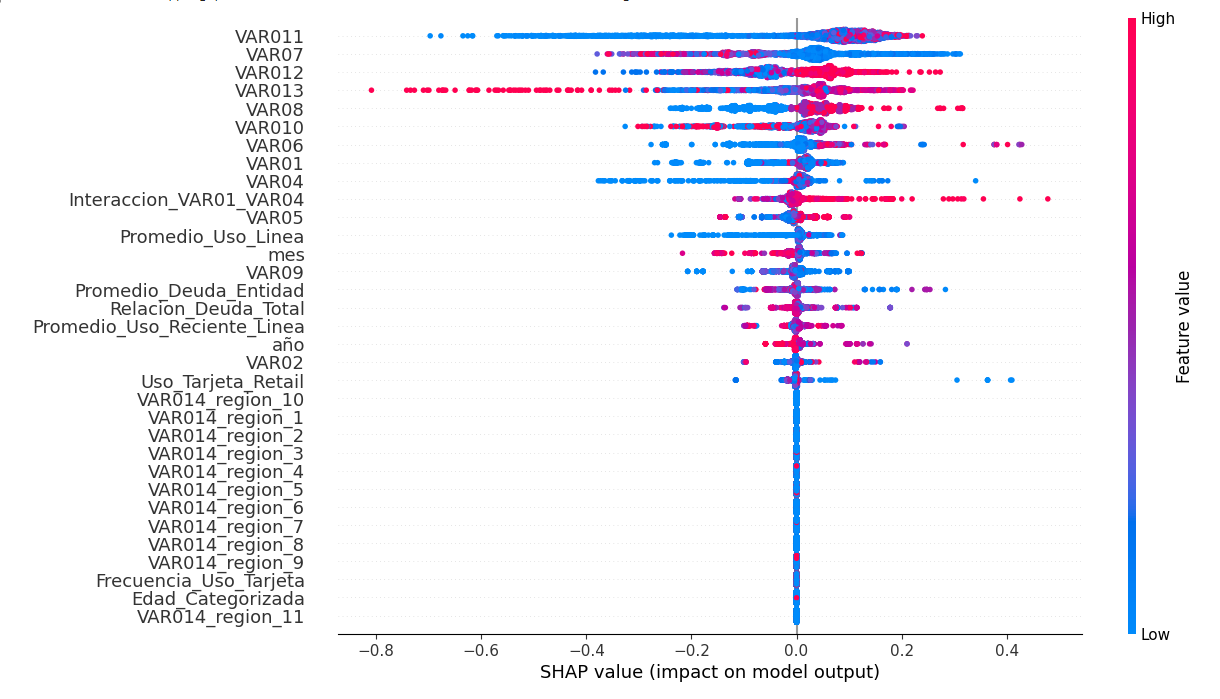 High
VAR011
VAR07
VAR012
VAR013
VAR08
VAR010
VAR06
VAR01
VAR04
Interaccion_VAR01_VAR04
VAR05
Promedio_Uso_Linea
mes
VAR09
Promedio_Deuda_Entidad
Relacion_Deuda_Total
Promedio_Uso_Reciente_Linea
año
VAR02
Uso_Tarjeta_Retail
VAR014_region_10
VAR014_region_1
VAR014_region_2
VAR014_region_3
VAR014_region_4
VAR014_region_5
VAR014_region_6
VAR014_region_7
VAR014_region_8
VAR014_region_9
Frecuencia_Uso_Tarjeta
Edad_Categorizada
VAR014_region_11
Feature value
Low
−0.8 −0.6 −0.4 −0.2 0.0 0.2 0.4
SHAP value (impact on model output)